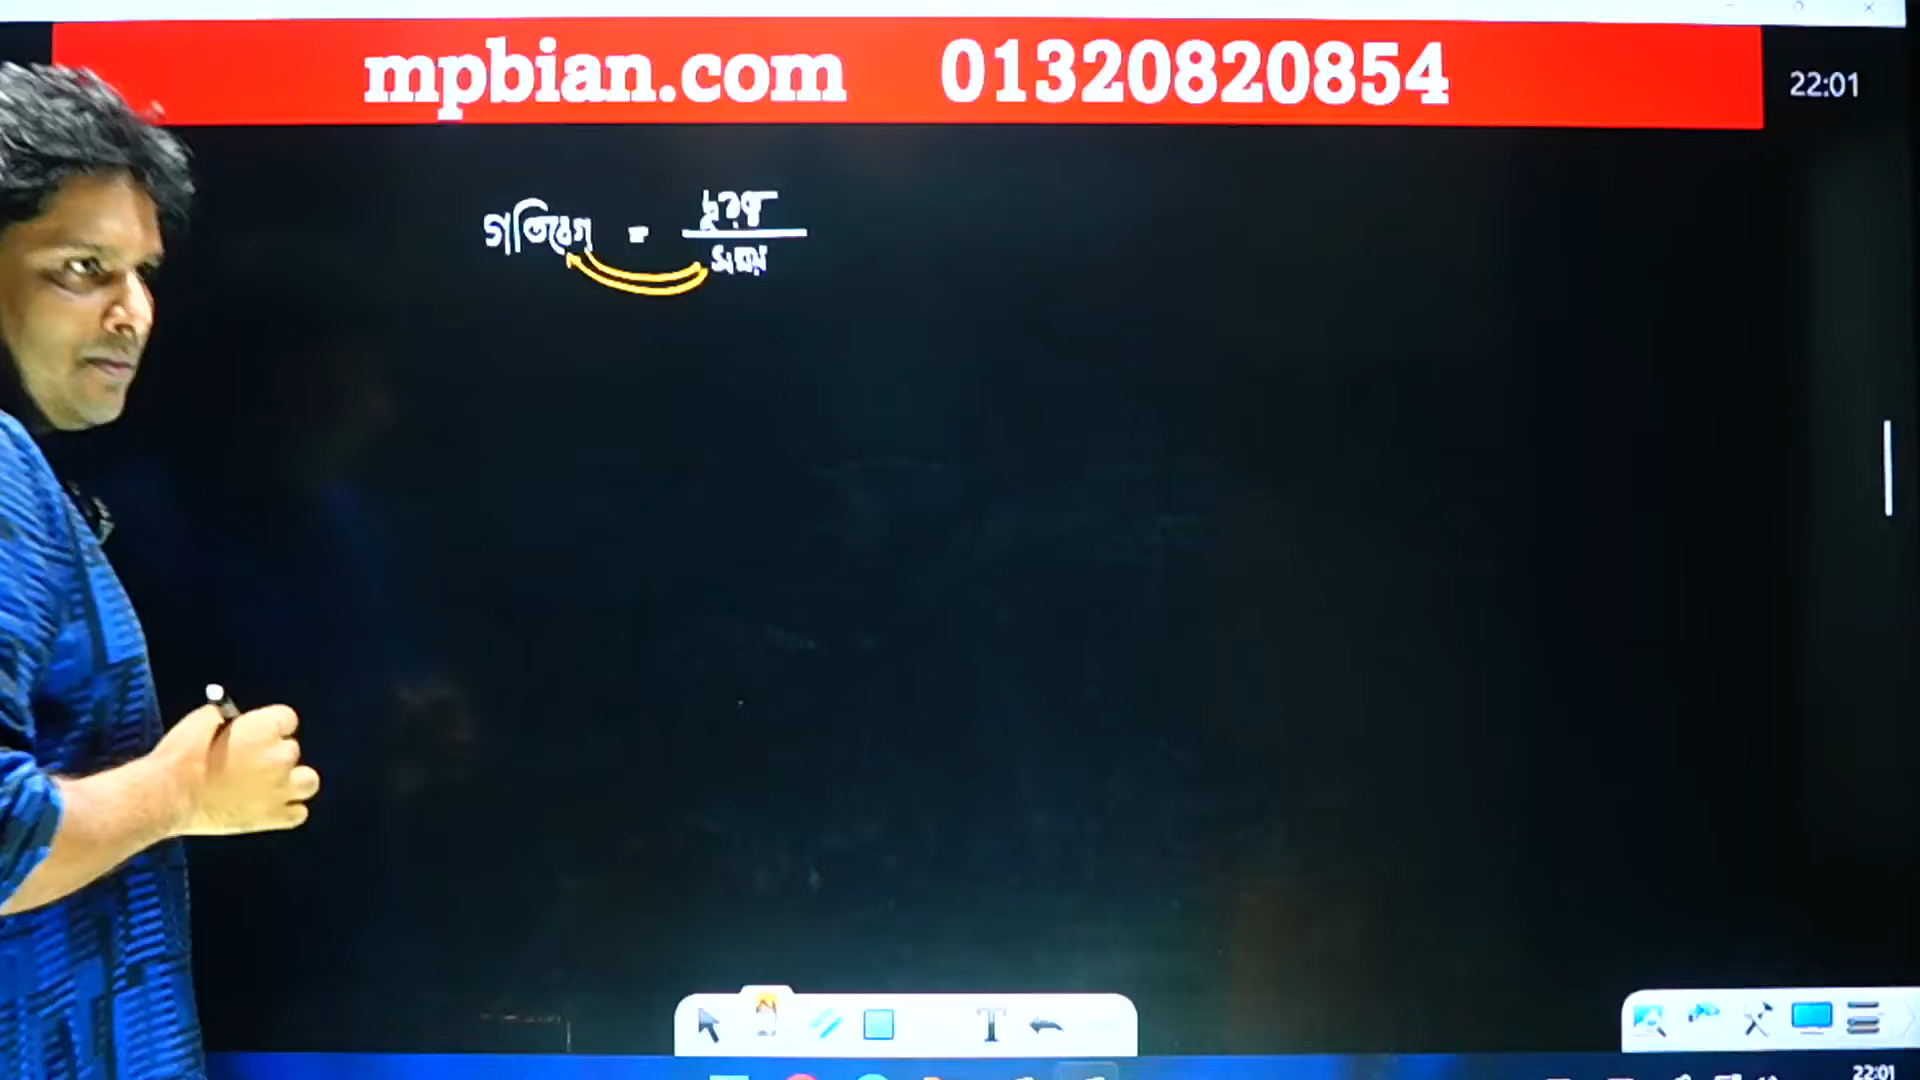 mpbian.com 01320820854
22:01
গতিবেগ = দূরত্ব
সময়
T
22:01